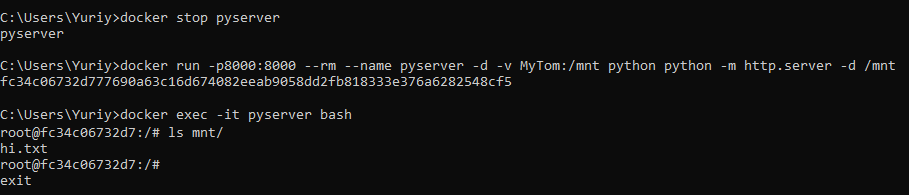 C:\Users\Yuriy>docker stop pyserver
pyserver
C:\Users\Yuriy>docker run -p8000:8000 --rm --name pyserver -d -v MyTom:/mnt python python -m http.server -d /mnt
fc34c06732d777690a63c16d674082eeab9058dd2fb818333e376a6282548cf5
C:\Users\Yuriy>docker exec -it pyserver bash
root@fc34c06732d7:/# ls mnt/
hi.txt
root@fc34c06732d7:/#
exit